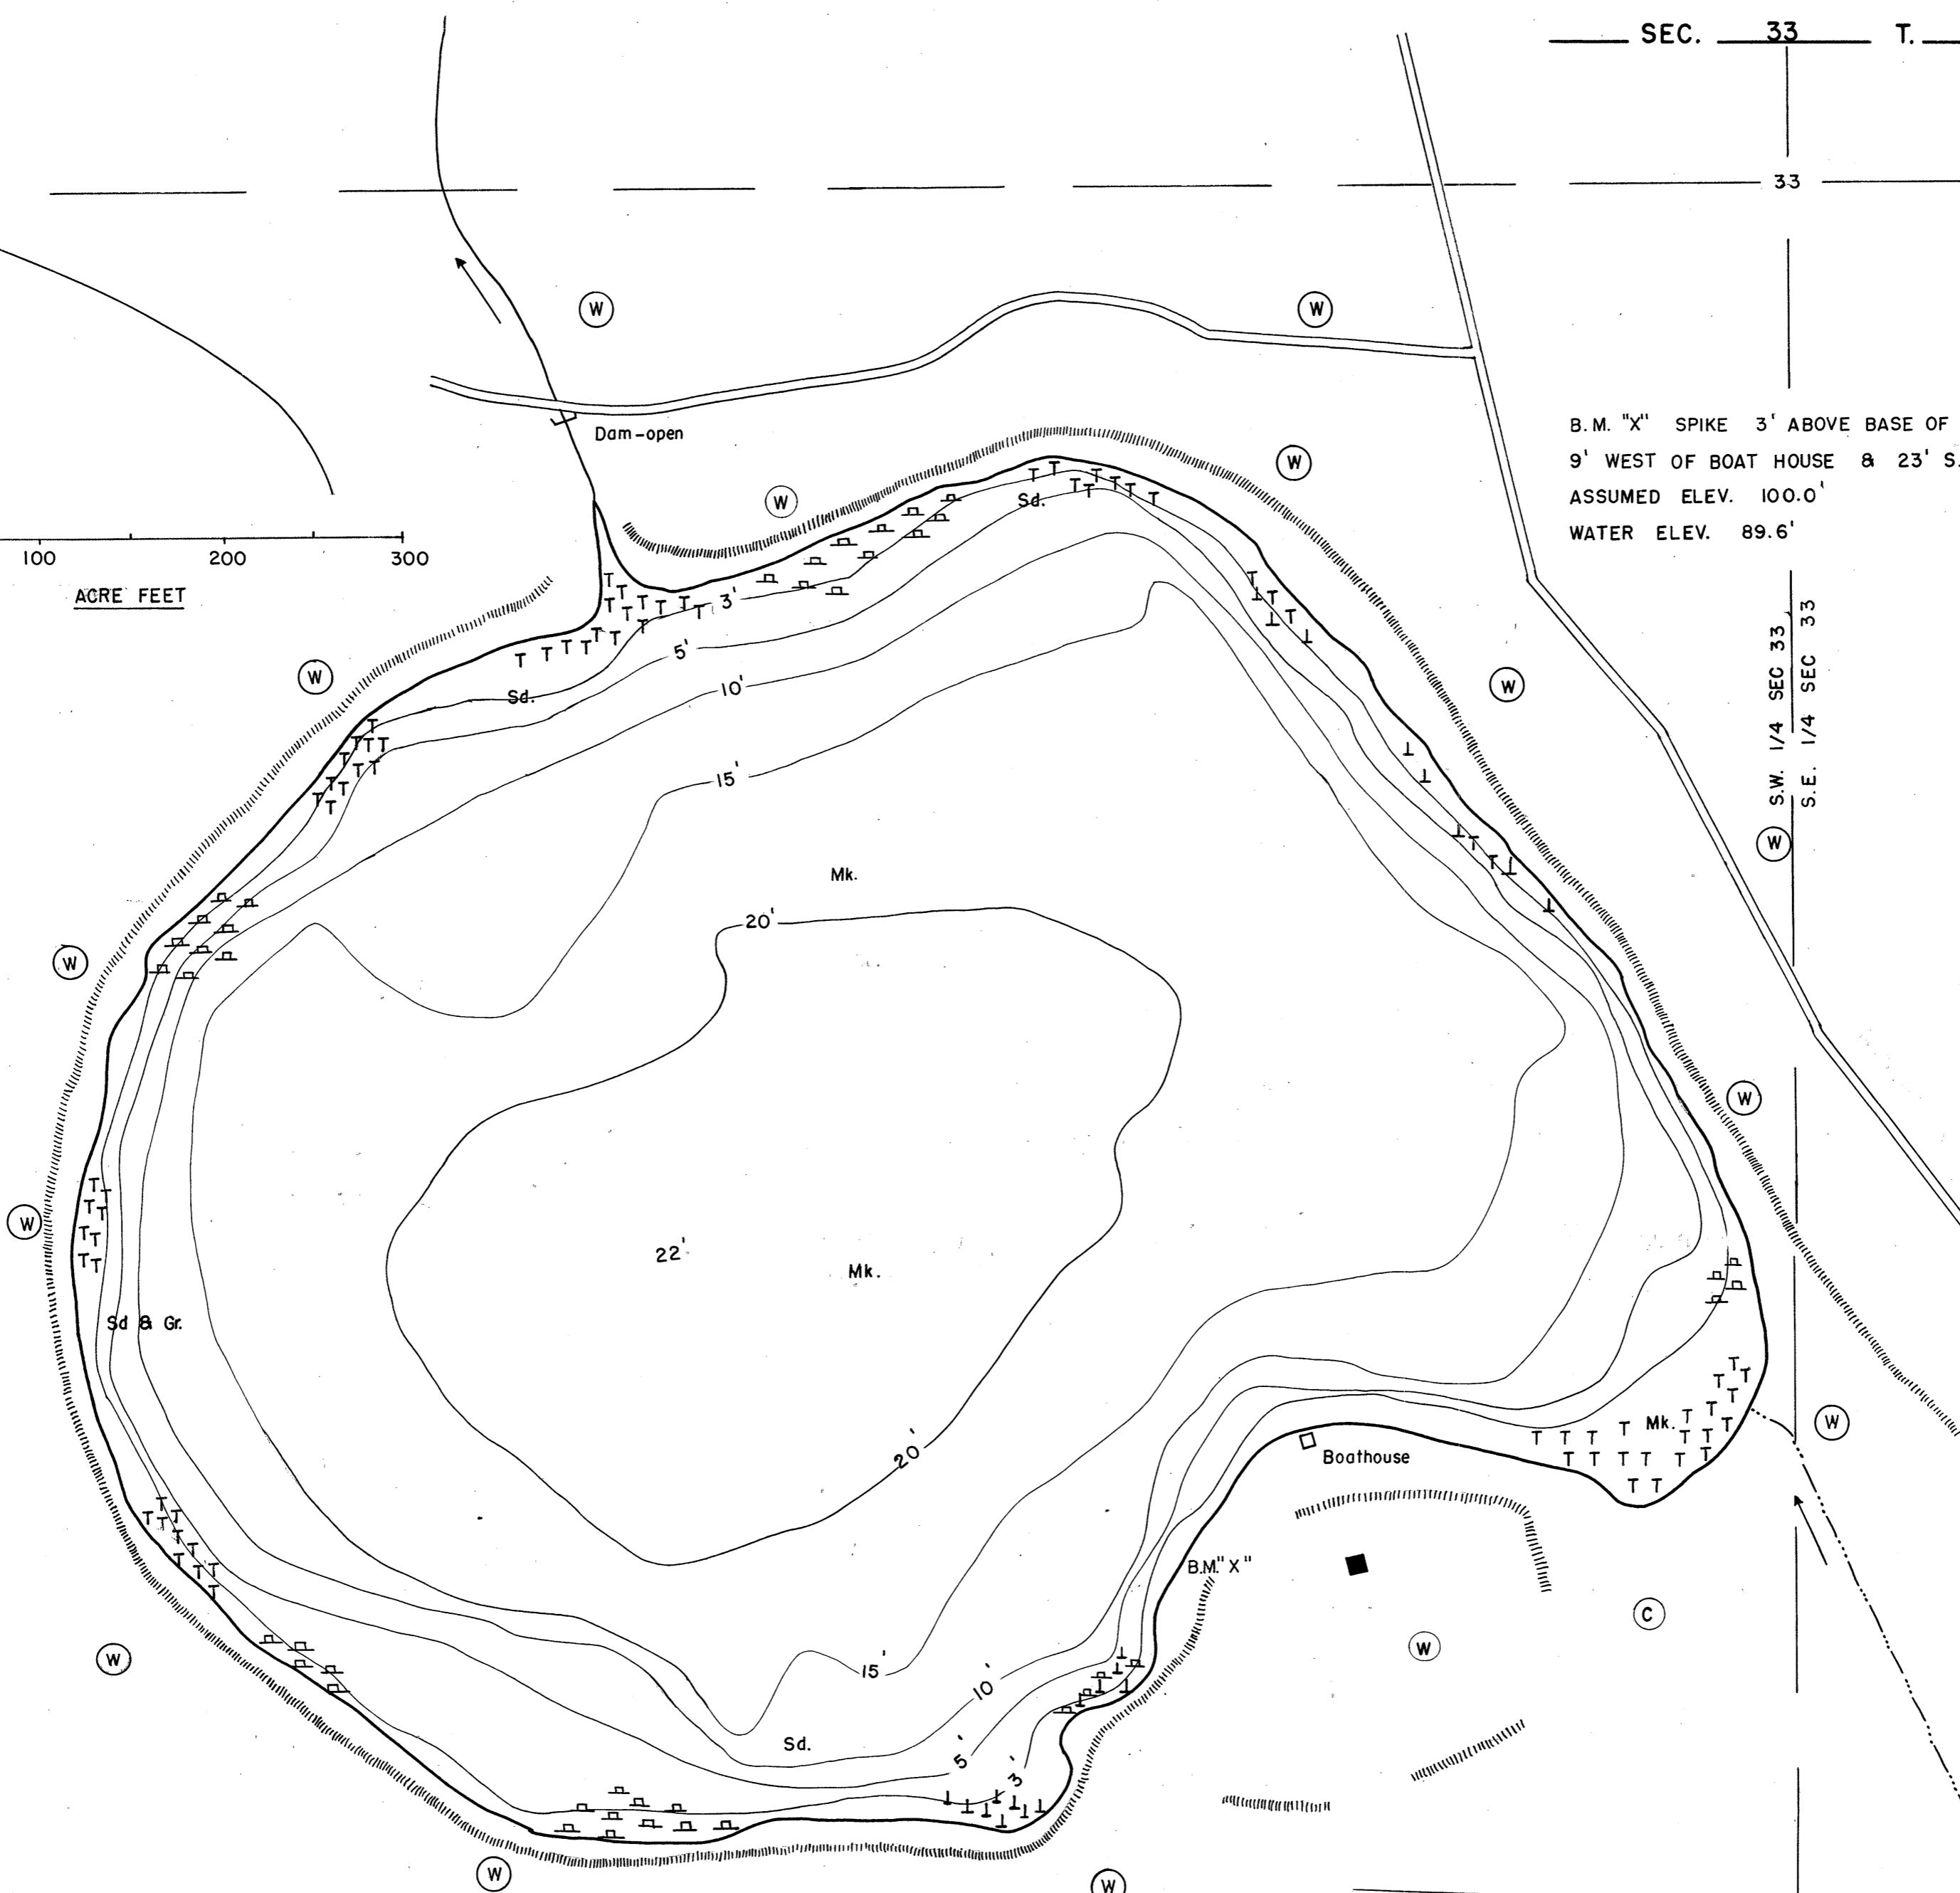 SEC. 33 T.
33
W
W
Dam-open
B.M. "X" SPIKE 3' ABOVE BASE OF
9' WEST OF BOAT HOUSE & 23' S.
ASSUMED ELEV. 100.0'
WATER ELEV. 89.6'
W
W
Sd.
100 200 300
ACRE FEET
3'
5'
W
Sd.
10'
W
S.W. 1/4 SEC 33
S.E. 1/4 SEC 33
15'
W
Mk.
20'
W
W
W
22'
Mk.
Sd & Gr.
Mk.
W
20'
Boathouse
B.M. "X"
C
W
W
15'
10'
Sd.
5'
3'
W
W